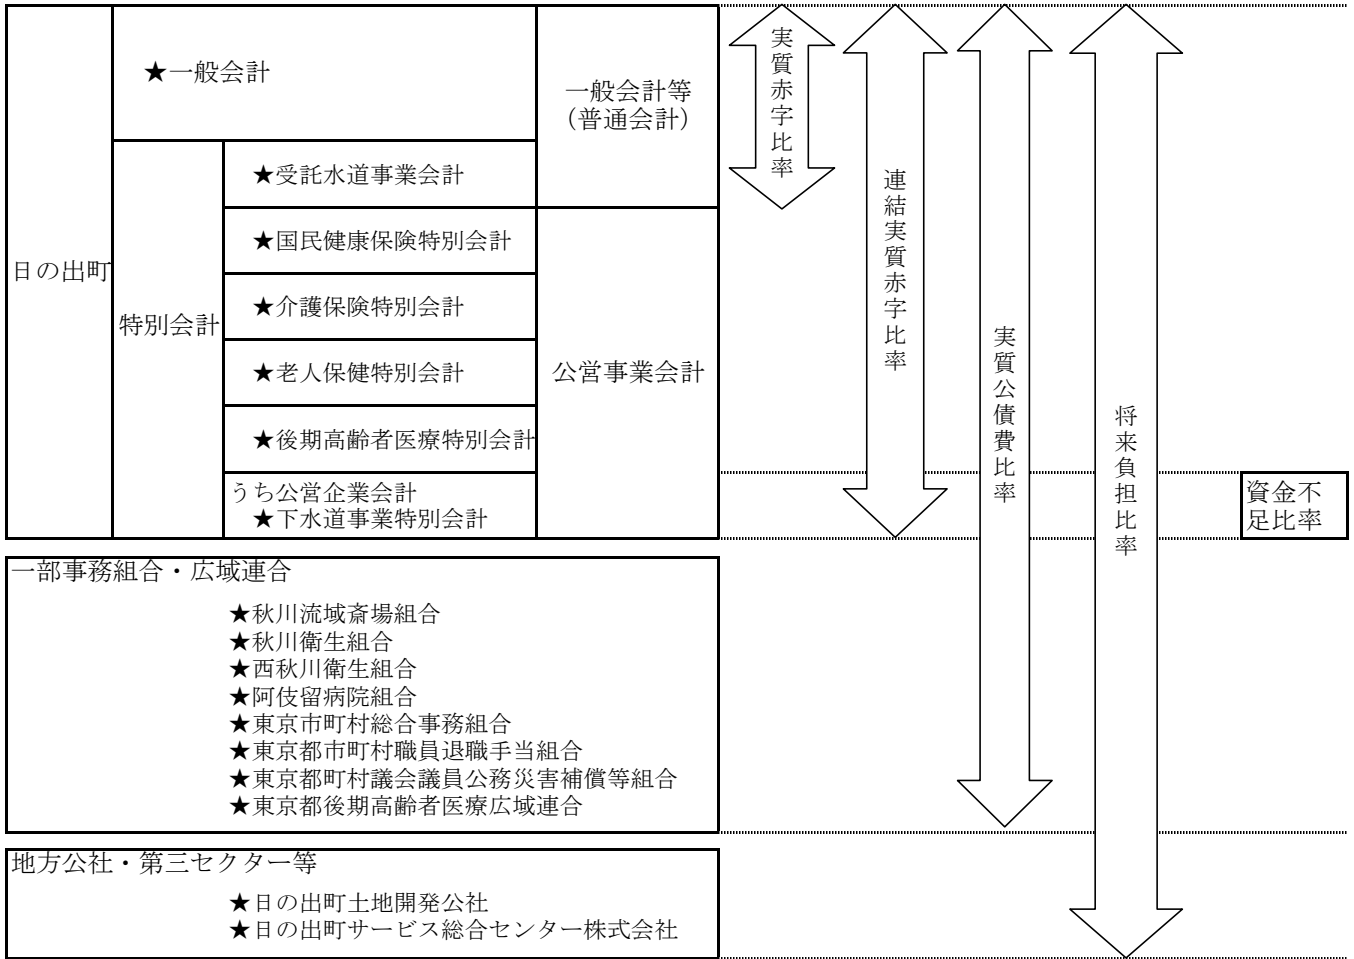 ★一般会計
一般会計等
（普通会計）
★受託水道事業会計
★国民健康保険特別会計
日の出町
★介護保険特別会計
特別会計
★老人保健特別会計
公営事業会計
★後期高齢者医療特別会計
うち公営企業会計
★下水道事業特別会計
実質赤字比率
連結実質赤字比率
実質公債費比率
将来負担比率
資金不
足比率
一部事務組合・広域連合
★秋川流域斎場組合
★秋川衛生組合
★西秋川衛生組合
★阿伎留病院組合
★東京市町村総合事務組合
★東京都市町村職員退職手当組合
★東京都町村議会議員公務災害補償等組合
★東京都後期高齢者医療広域連合
地方公社・第三セクター等
★日の出町土地開発公社
★日の出町サービス総合センター株式会社